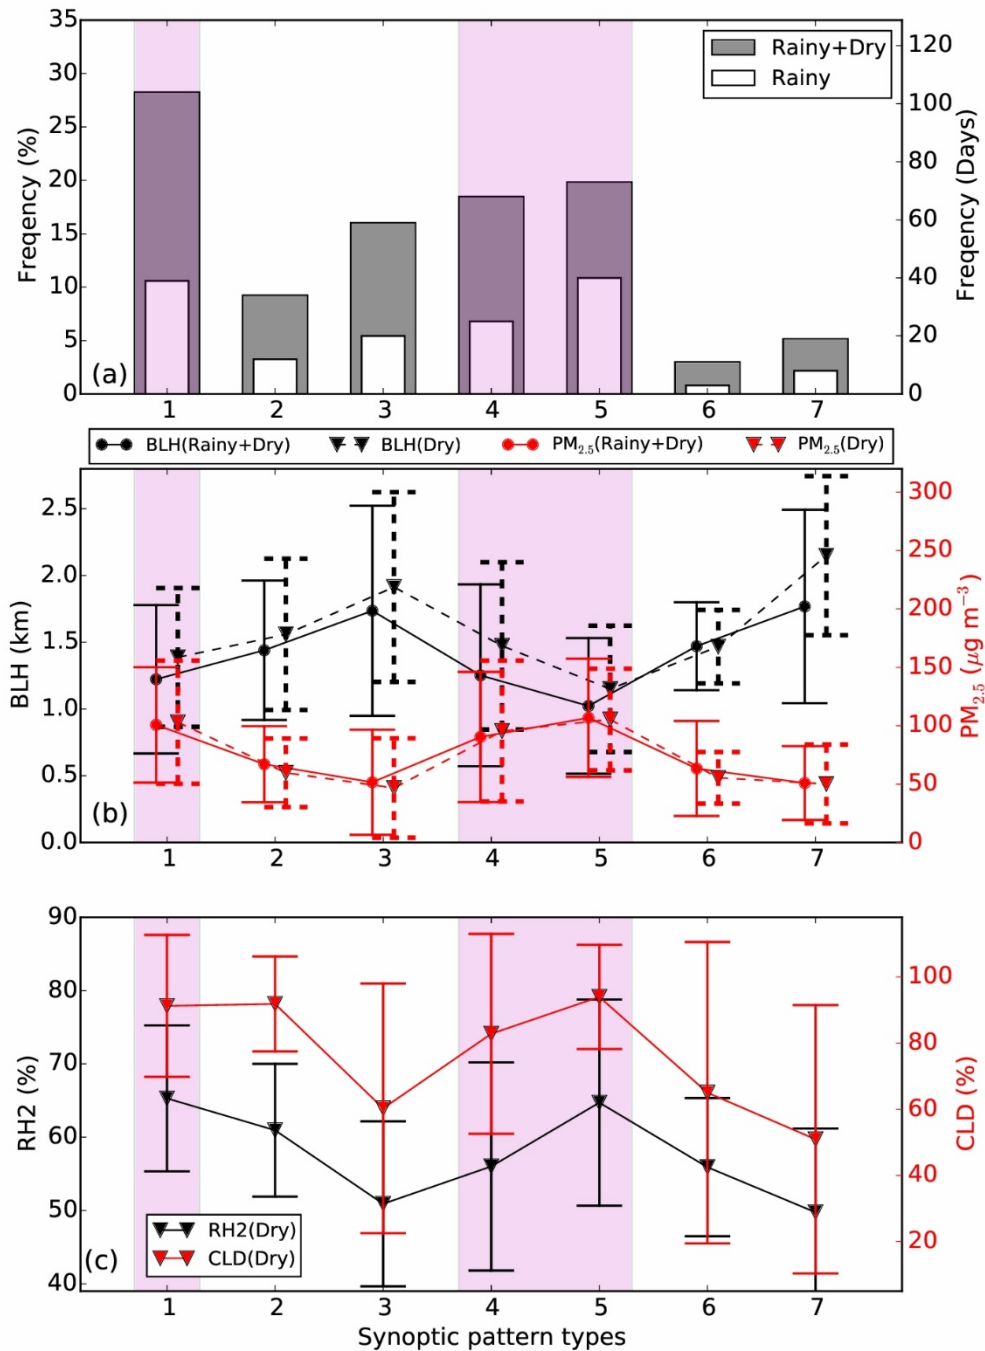 35
30
25
20
15
10
5
0
Freqency (%)
120
100
80
60
40
20
0
Freqency (Days)
Rainy+Dry
Rainy
(a)
1 2 3 4 5 6 7
BLH(Rainy+Dry) BLH(Dry) PM2.5(Rainy+Dry) PM2.5(Dry)
2.5
2.0
1.5
1.0
0.5
0.0
BLH (km)
300
250
200
150
100
50
0
PM2.5 (μg m−3)
(b)
1 2 3 4 5 6 7
90
80
70
60
50
40
RH2 (%)
100
80
60
40
20
CLD (%)
RH2(Dry)
CLD(Dry)
(c)
1 2 3 4 5 6 7
Synoptic pattern types